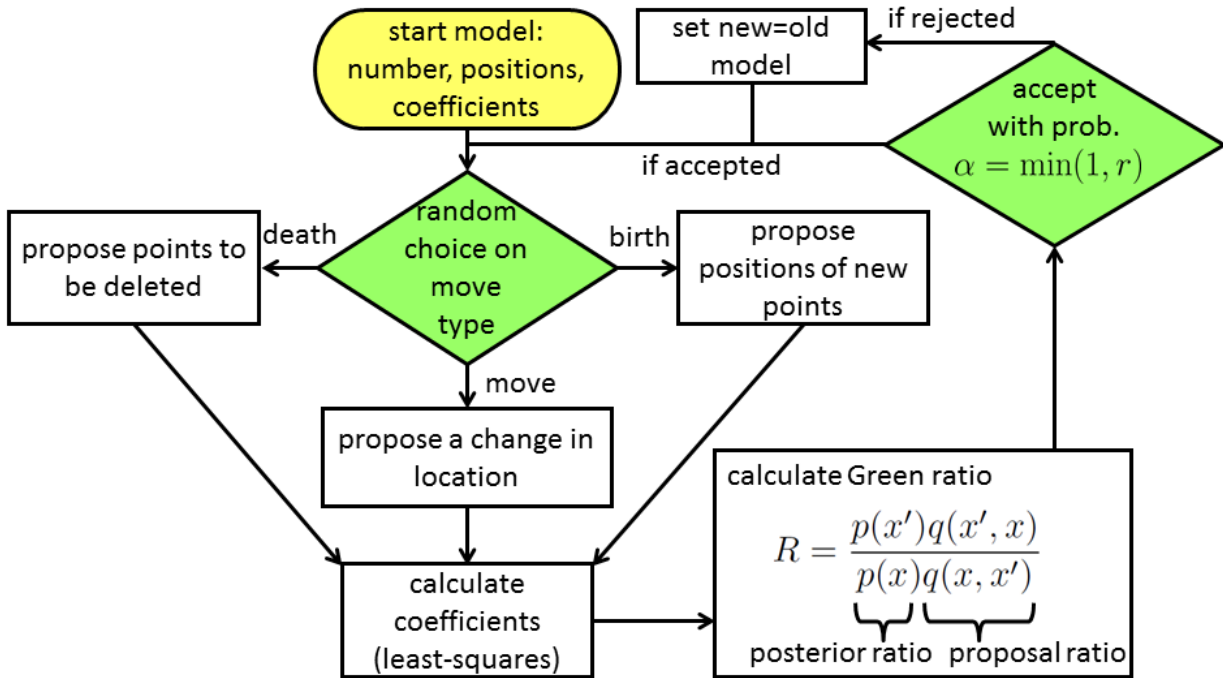 start model:
number, positions,
coefficients
set new=old
model
if rejected
accept
with prob.
α = min(1, r)
if accepted
random
choice on
move
type
death
birth
propose points to
be deleted
propose
positions of new
points
move
propose a change in
location
calculate
coefficients
(least-squares)
calculate Green ratio
R = p(x′)q(x′, x)
p(x)q(x, x′)
posterior ratio proposal ratio